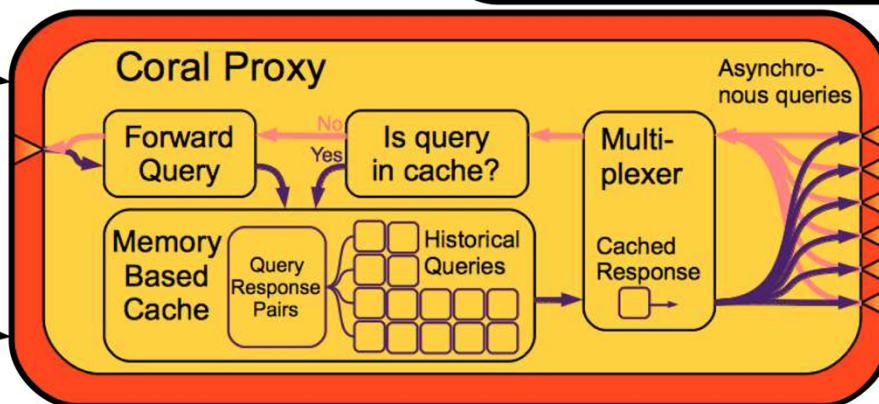 Coral Proxy
Asynchro-
nous queries
Forward
Query
No
Yes
Is query
in cache?
Multi-
plexer
Memory
Based
Cache
Query
Response
Pairs
Historical
Queries
Cached
Response